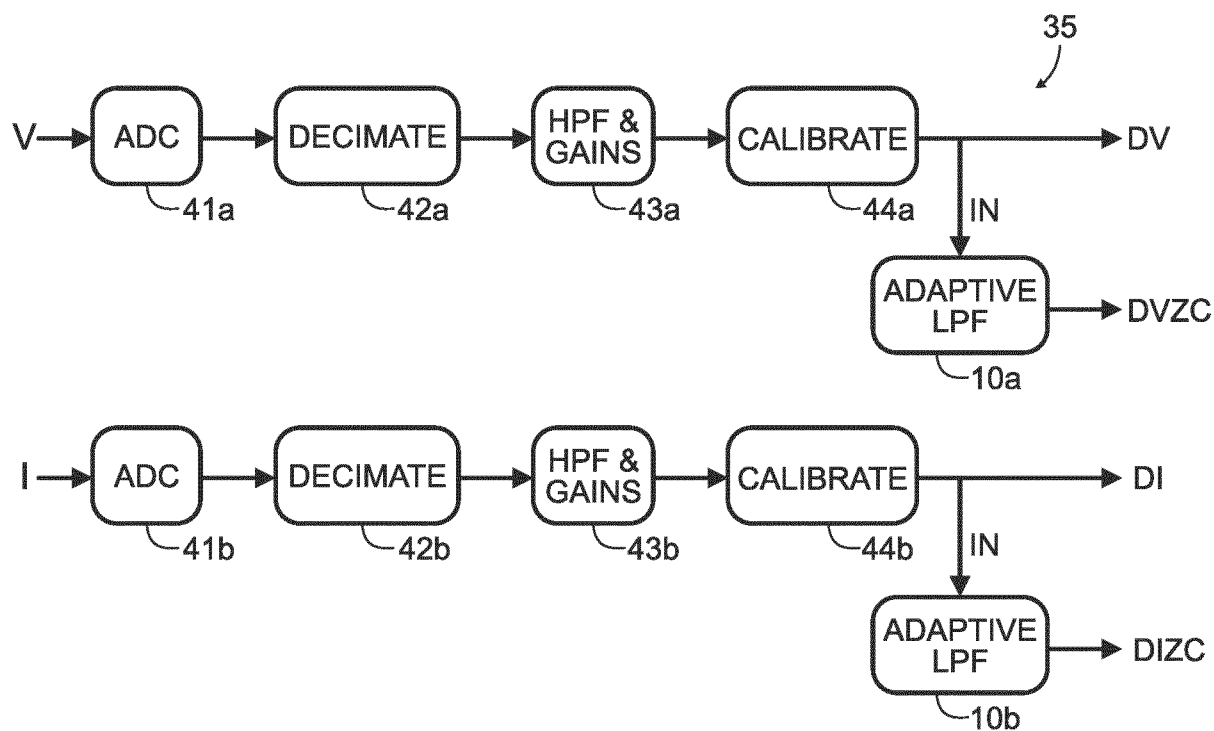 35
V
ADC
DECIMATE
HPF &
GAINS
CALIBRATE
DV
41a
42a
43a
44a
IN
ADAPTIVE
LPF
DVZC
10a
I
ADC
DECIMATE
HPF &
GAINS
CALIBRATE
DI
41b
42b
43b
44b
IN
ADAPTIVE
LPF
DIZC
10b